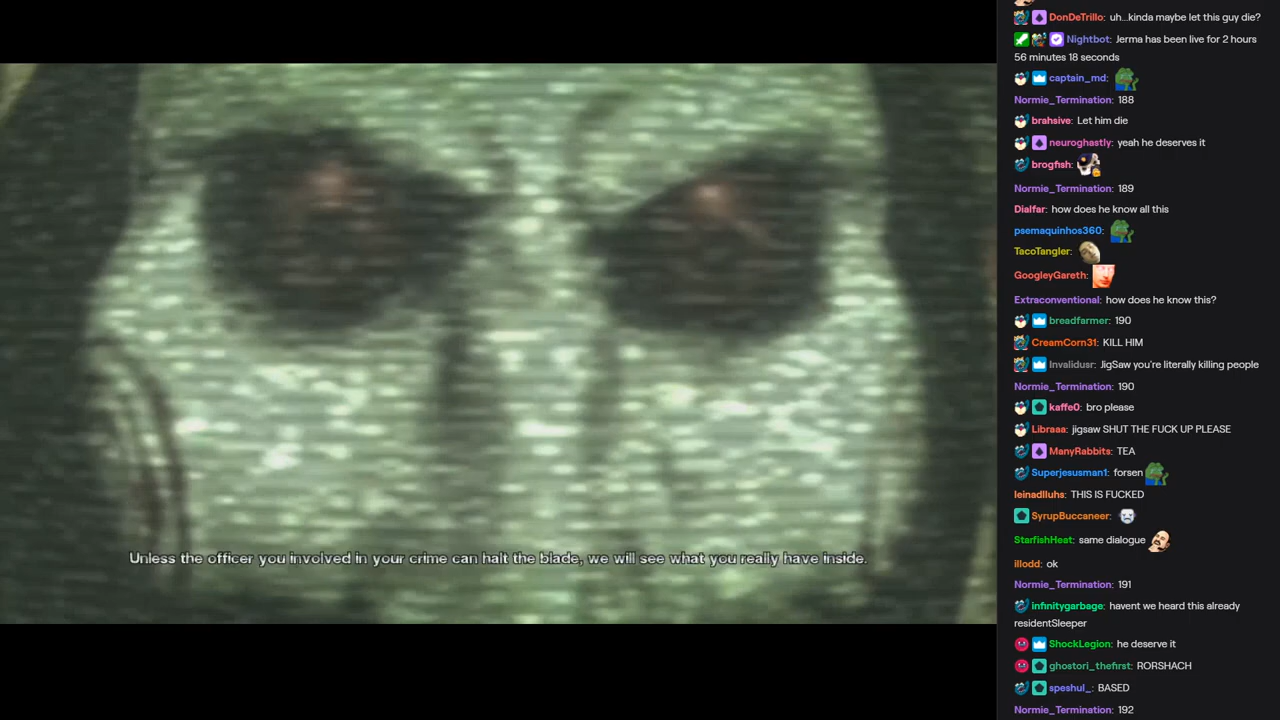 Unless the officer you involved in your crime can halt the blade, we will see what you really have inside.
DonDeTrillo: uh...kinda maybe let this guy die?
Nightbot: Jerma has been live for 2 hours
56 minutes 18 seconds
captain_md:
Normie_Termination: 188
brahsive: Let him die
neuroghastly: yeah he deserves it
brogfish:
Normie_Termination: 189
Dialfar: how does he know all this
psemaquinhos360:
TacoTangler:
GoogleyGareth:
Extraconventional: how does he know this?
breadfarmer: 190
CreamCorn31: KILL HIM
Invalidusr: JigSaw you're literally killing people
Normie_Termination: 190
kaffe0: bro please
Libraaa: jigsaw SHUT THE FUCK UP PLEASE
ManyRabbits: TEA
Superjesusman1: forsen
leinadlluhs: THIS IS FUCKED
SyrupBuccaneer:
StarfishHeat: same dialogue
illodd: ok
Normie_Termination: 191
infinitygarbage: havent we heard this already
residentSleeper
ShockLegion: he deserve it
ghostori_thefirst: RORSHACH
speshul_: BASED
Normie_Termination: 192